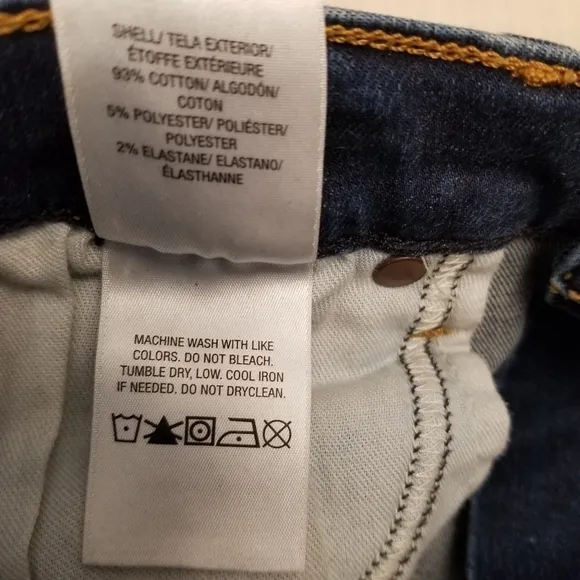 SHELL/ TELA EXTERIOR/
ÉTOFFE EXTÉRIEURE
93% COTTON/ ALGODÓN/
COTON
5% POLYESTER/ POLIÉSTER/
POLYESTER
2% ELASTANE/ ELASTANO/
ÉLASTHANNE
MACHINE WASH WITH LIKE
COLORS. DO NOT BLEACH.
TUMBLE DRY, LOW. COOL IRON
IF NEEDED. DO NOT DRYCLEAN.